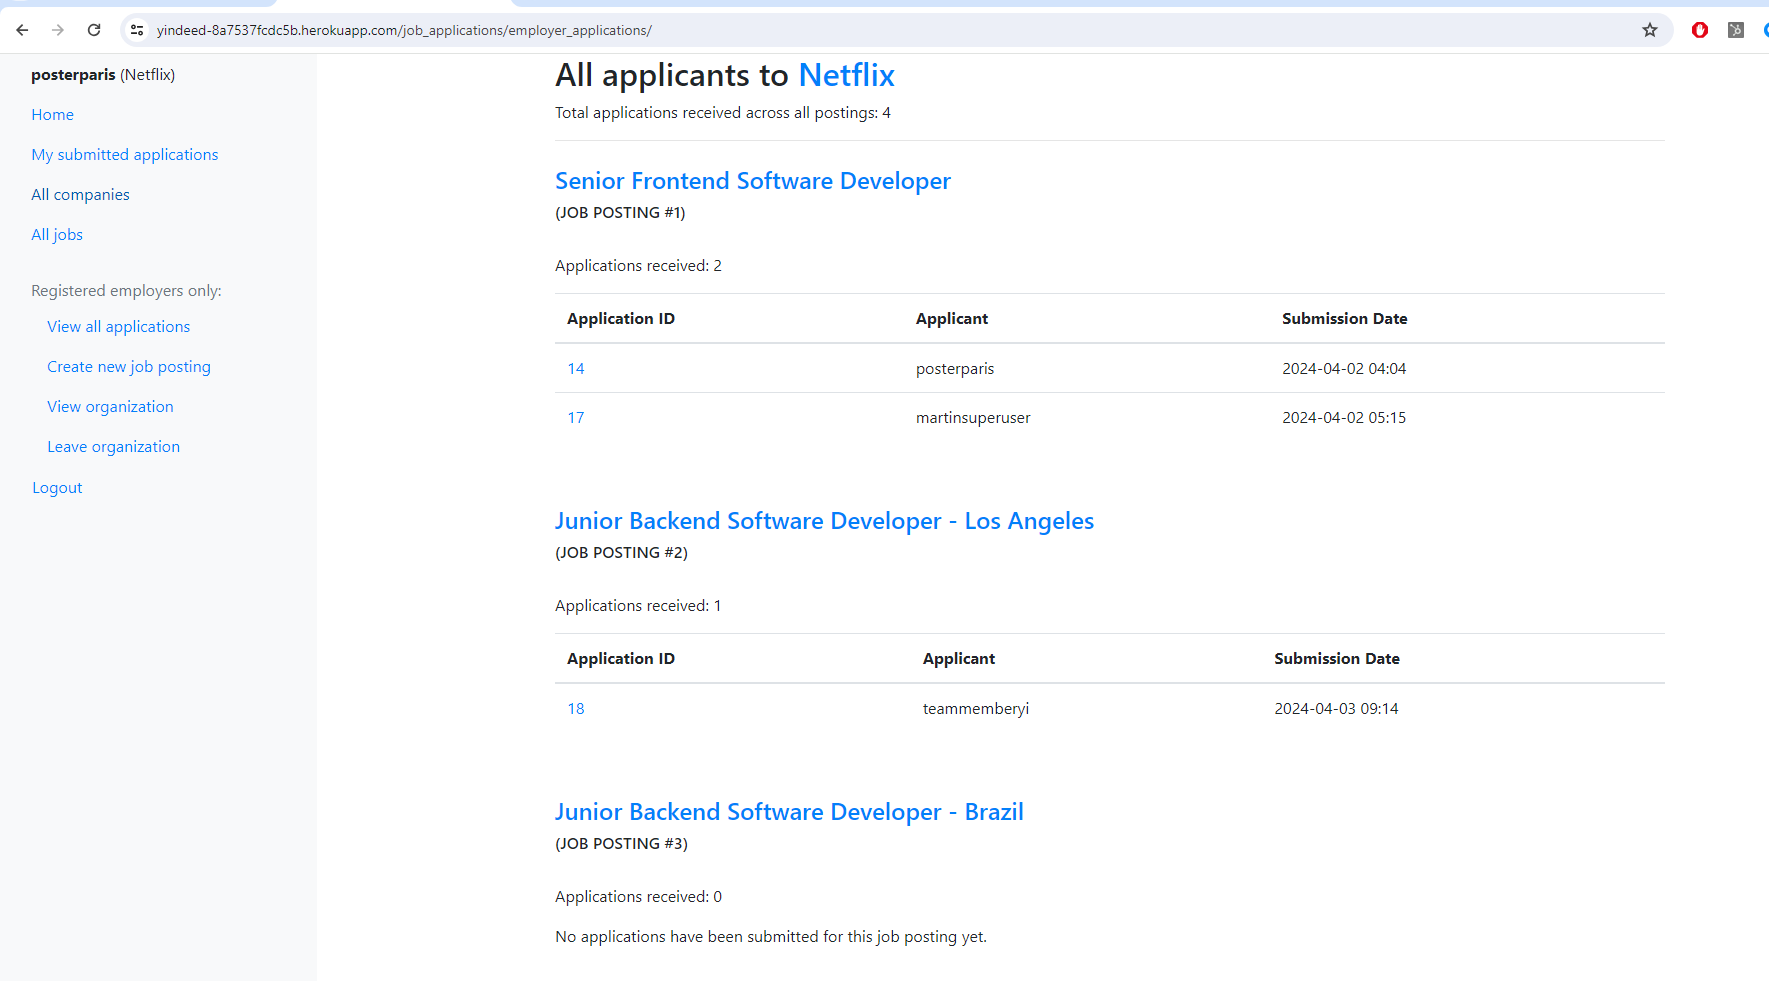 yindeed-8a7537fcdc5b.herokuapp.com/job_applications/employer_applications/
posterparis (Netflix)
Home
My submitted applications
All companies
All jobs
Registered employers only:
View all applications
Create new job posting
View organization
Leave organization
Logout
All applicants to Netflix
Total applications received across all postings: 4
Senior Frontend Software Developer
(JOB POSTING #1)
Applications received: 2
Application ID Applicant Submission Date
14 posterparis 2024-04-02 04:04
17 martinsuperuser 2024-04-02 05:15
Junior Backend Software Developer - Los Angeles
(JOB POSTING #2)
Applications received: 1
Application ID Applicant Submission Date
18 teammemberyi 2024-04-03 09:14
Junior Backend Software Developer - Brazil
(JOB POSTING #3)
Applications received: 0
No applications have been submitted for this job posting yet.